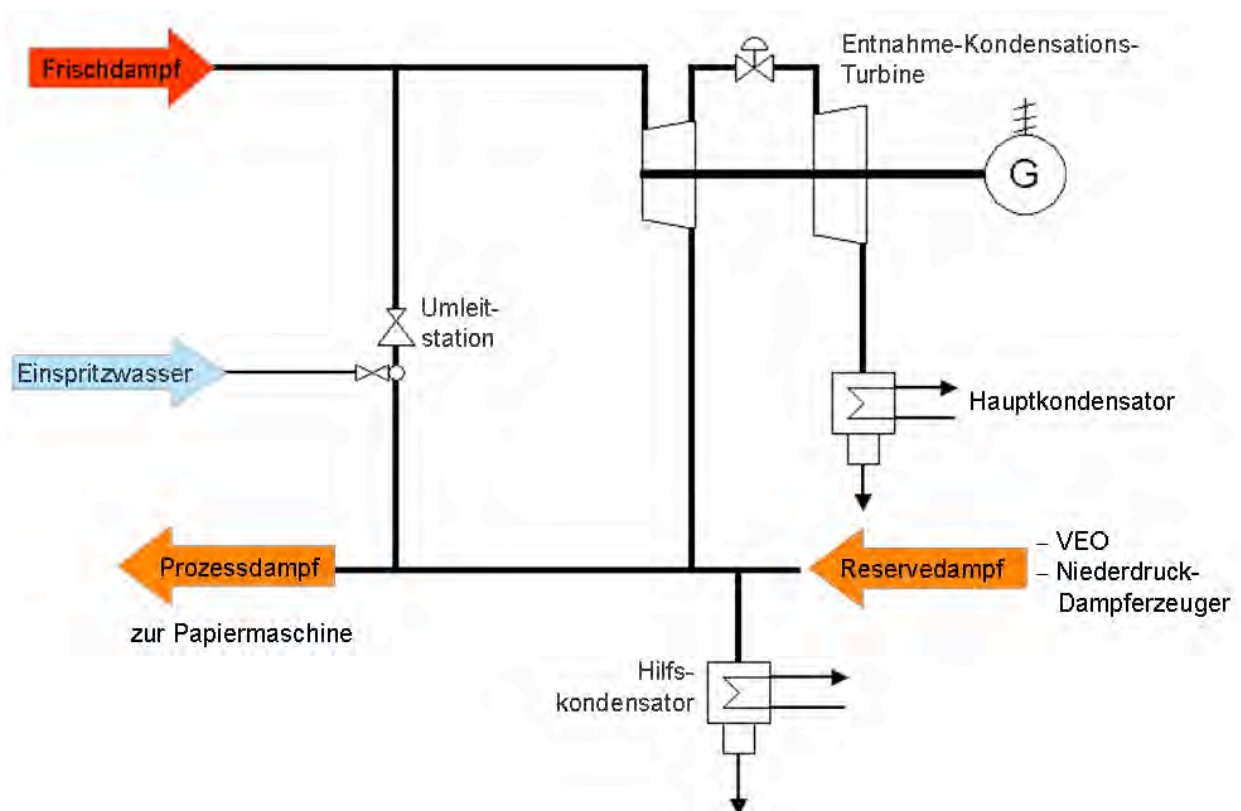 Frischdampf
Entnahme-Kondensations-
Turbine
G
Umleit-
station
Einspritzwasser
Hauptkondensator
Prozessdampf
Reservedampf
– VEO
– Niederdruck-
Dampferzeuger
zur Papiermaschine
Hilfs-
kondensator